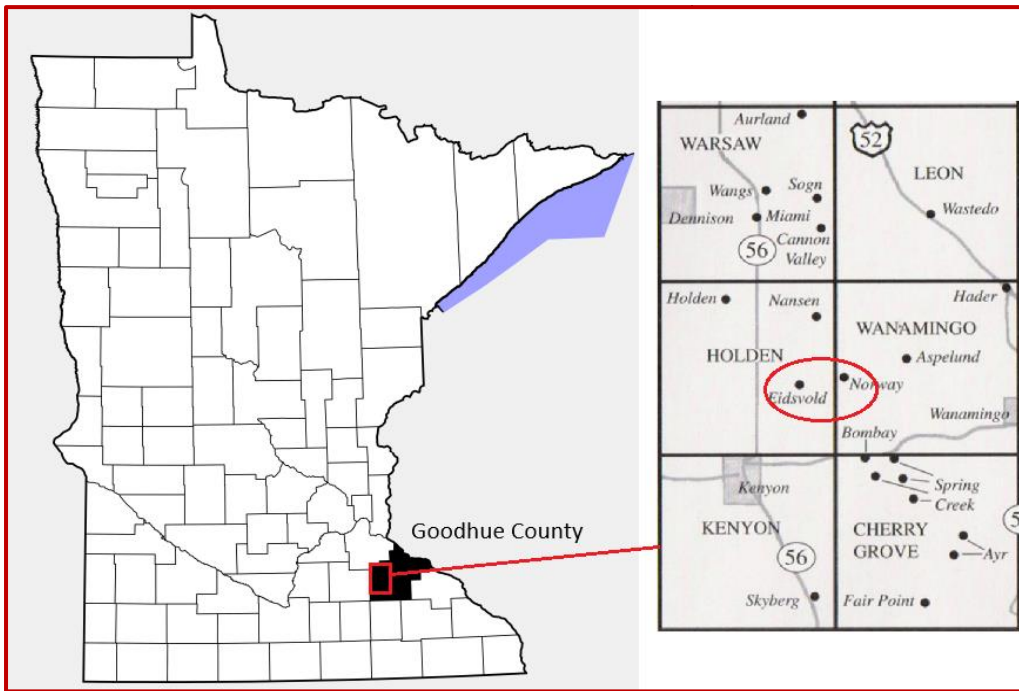 Goodhue County
Aurland
WARSAW
52
LEON
Wangs
Sogn
Wastedo
Dennison
Miami
56
Cannon
Valley
Holden
Nansen
Hader
WANAMINGO
HOLDEN
Aspelund
Norway
Eidsvold
Wanamingo
Bombay
Kenyon
Spring
Creek
KENYON
CHERRY
GROVE
56
5
Ayr
Skyberg
Fair Point